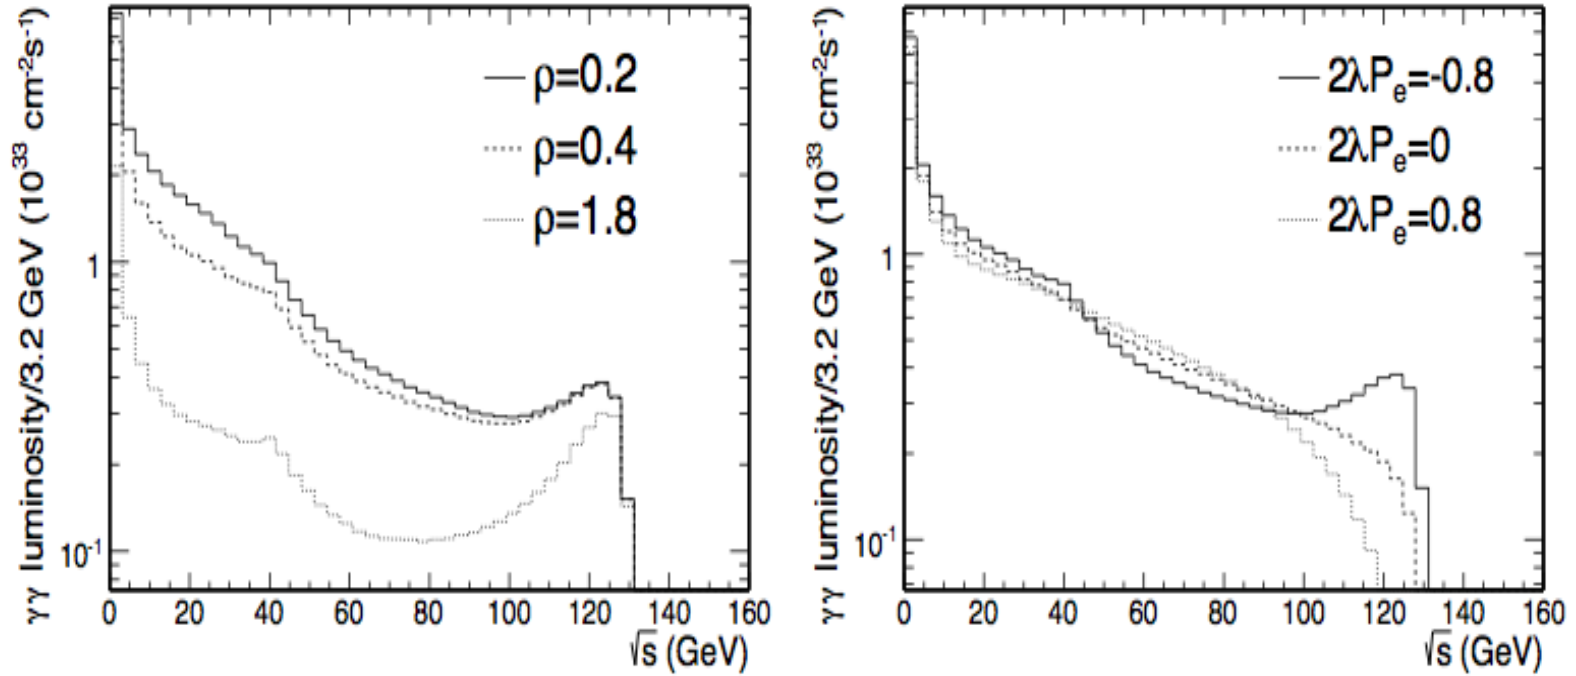 γγ luminosity/3.2 GeV (10³³ cm⁻²s⁻¹)
ρ=0.2
ρ=0.4
ρ=1.8
1
10⁻¹
0 20 40 60 80 100 120 140 160
√s (GeV)
γγ luminosity/3.2 GeV (10³³ cm⁻²s⁻¹)
2λPₑ=-0.8
2λPₑ=0
2λPₑ=0.8
1
10⁻¹
0 20 40 60 80 100 120 140 160
√s (GeV)